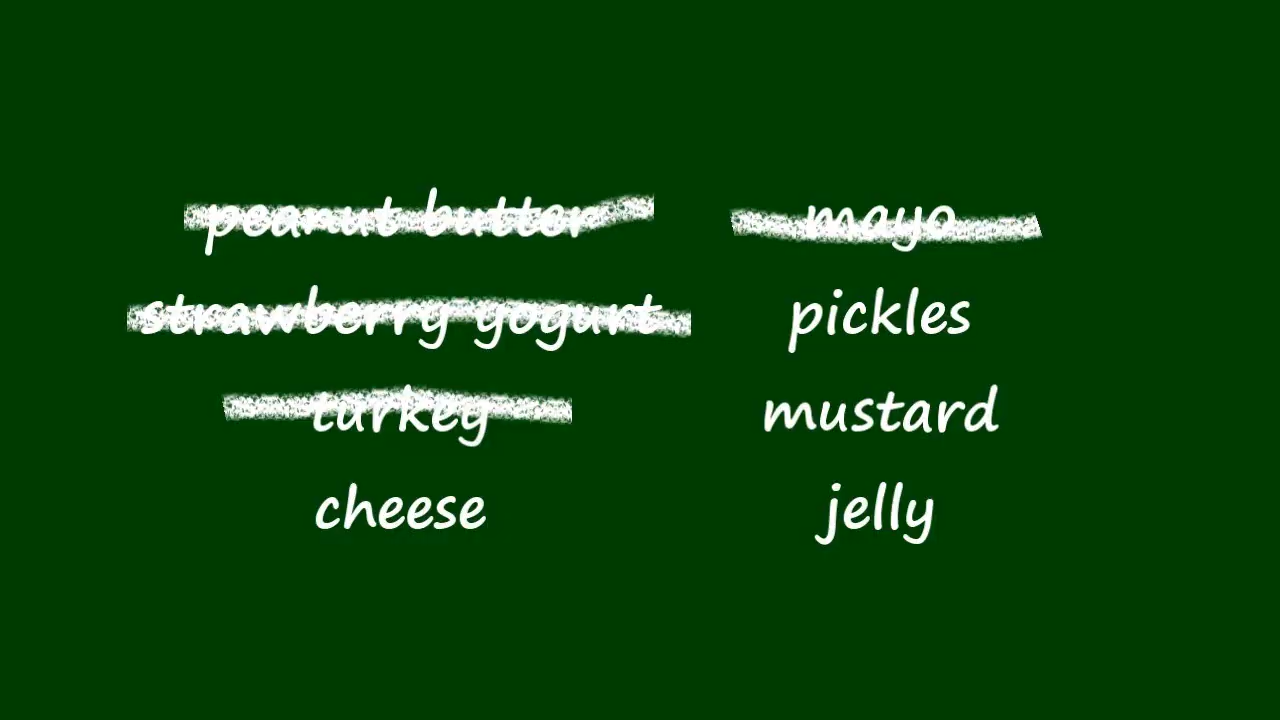 peanut butter
strawberry yogurt
turkey
cheese
mayo
pickles
mustard
jelly